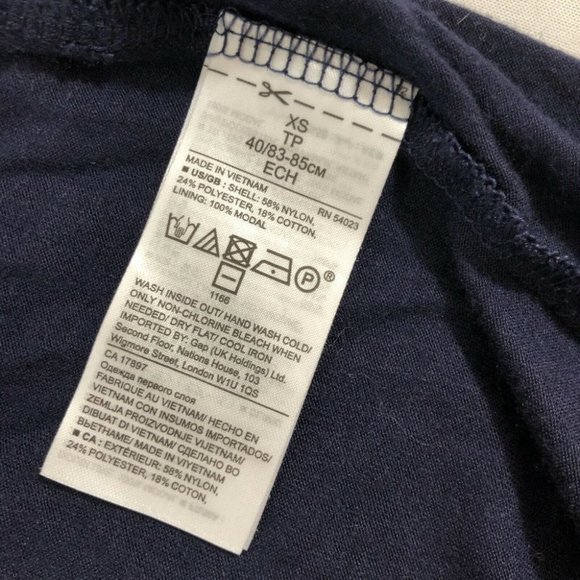 XS
TP
40/83-85CM
ECH
MADE IN VIETNAM RN 54023
■ US/GB : SHELL: 58% NYLON,
24% POLYESTER, 18% COTTON,
LINING: 100% MODAL
P®
1166
WASH INSIDE OUT/ HAND WASH COLD/
ONLY NON-CHLORINE BLEACH WHEN
NEEDED/ DRY FLAT/ COOL IRON
IMPORTED BY: Gap (UK Holdings) Ltd.
Second Floor, Nations House, 103
Wigmore Street, London W1U 1QS
CA 17897
Одежда первого слоя
FABRIQUE AU VIETNAM/ HECHO EN
VIETNAM CON INSUMOS IMPORTADOS/
ZEMLJA PROIZVODNJE VIJETNAM/
DIBUAT DI VIETNAM/ СДЕЛАНО ВО
ВЬЕТНАМЕ/ MADE IN VIYETNAM
■ CA : EXTÉRIEUR: 58% NYLON,
24% POLYESTER, 18% COTON,